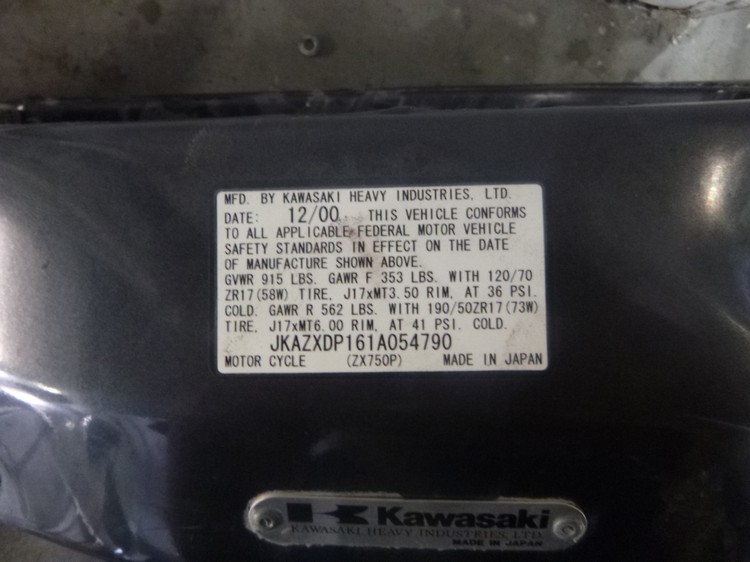 MFD. BY KAWASAKI HEAVY INDUSTRIES, LTD.
DATE: 12/00. THIS VEHICLE CONFORMS
TO ALL APPLICABLE FEDERAL MOTOR VEHICLE
SAFETY STANDARDS IN EFFECT ON THE DATE
OF MANUFACTURE SHOWN ABOVE.
GVWR 915 LBS. GAWR F 353 LBS. WITH 120/70
ZR17(58W) TIRE, J17xMT3.50 RIM, AT 36 PSI.
COLD. GAWR R 562 LBS. WITH 190/50ZR17(73W)
TIRE, J17xMT6.00 RIM, AT 41 PSI. COLD.
JKAZXDP161A054790
MOTOR CYCLE (ZX750P) MADE IN JAPAN
Kawasaki
KAWASAKI HEAVY INDUSTRIES, LTD.
MADE IN JAPAN